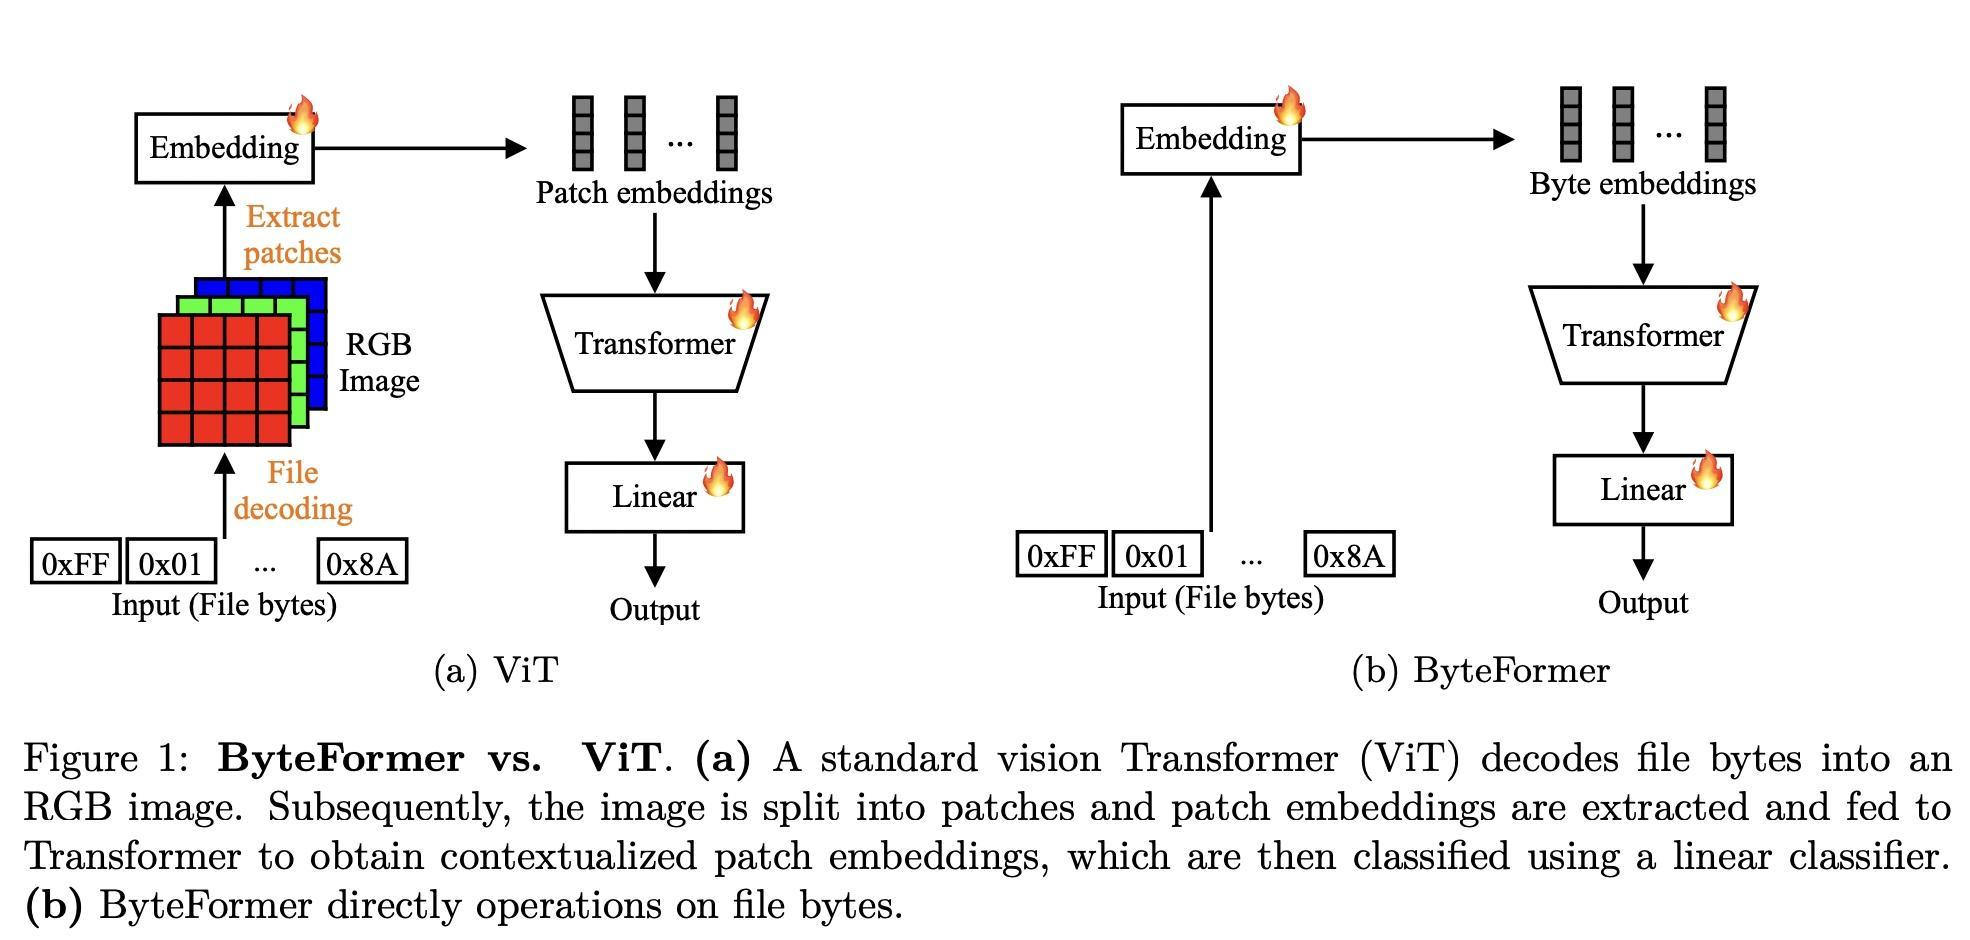 Embedding
Patch embeddings
Extract
patches
RGB
Image
Transformer
File
decoding
Linear
0xFF 0x01 ... 0x8A
Input (File bytes)
Output
(a) ViT
Embedding
Byte embeddings
Transformer
Linear
0xFF 0x01 ... 0x8A
Input (File bytes)
Output
(b) ByteFormer
Figure 1: ByteFormer vs. ViT. (a) A standard vision Transformer (ViT) decodes file bytes into an
RGB image. Subsequently, the image is split into patches and patch embeddings are extracted and fed to
Transformer to obtain contextualized patch embeddings, which are then classified using a linear classifier.
(b) ByteFormer directly operations on file bytes.